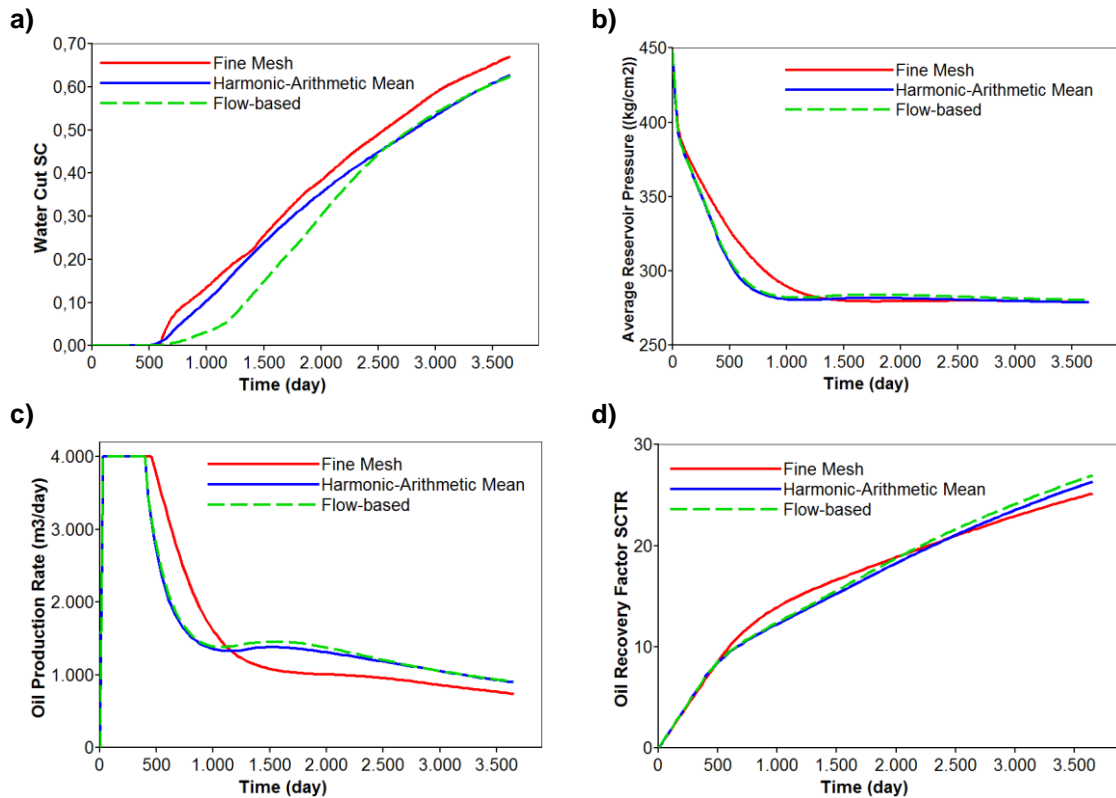 a)
0,70
0,60
0,50
0,40
0,30
0,20
0,10
0,00
Water Cut SC
Fine Mesh
Harmonic-Arithmetic Mean
Flow-based
0 500 1.000 1.500 2.000 2.500 3.000 3.500
Time (day)
b)
450
400
350
300
250
Average Reservoir Pressure ((kg/cm2))
Fine Mesh
Harmonic-Arithmetic Mean
Flow-based
0 500 1.000 1.500 2.000 2.500 3.000 3.500
Time (day)
c)
4.000
3.000
2.000
1.000
0
Oil Production Rate (m3/day)
Fine Mesh
Harmonic-Arithmetic Mean
Flow-based
0 500 1.000 1.500 2.000 2.500 3.000 3.500
Time (day)
d)
30
20
10
0
Oil Recovery Factor SCTR
Fine Mesh
Harmonic-Arithmetic Mean
Flow-based
0 500 1.000 1.500 2.000 2.500 3.000 3.500
Time (day)